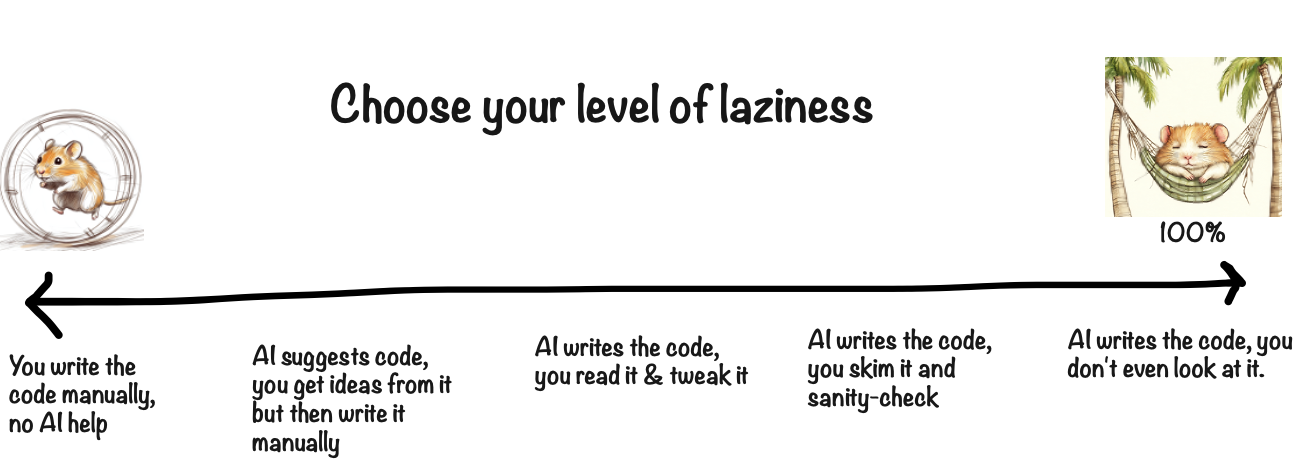 Choose your level of laziness
100%
You write the
code manually,
no AI help
AI suggests code,
you get ideas from it
but then write it
manually
AI writes the code,
you read it & tweak it
AI writes the code,
you skim it and
sanity-check
AI writes the code, you
don't even look at it.